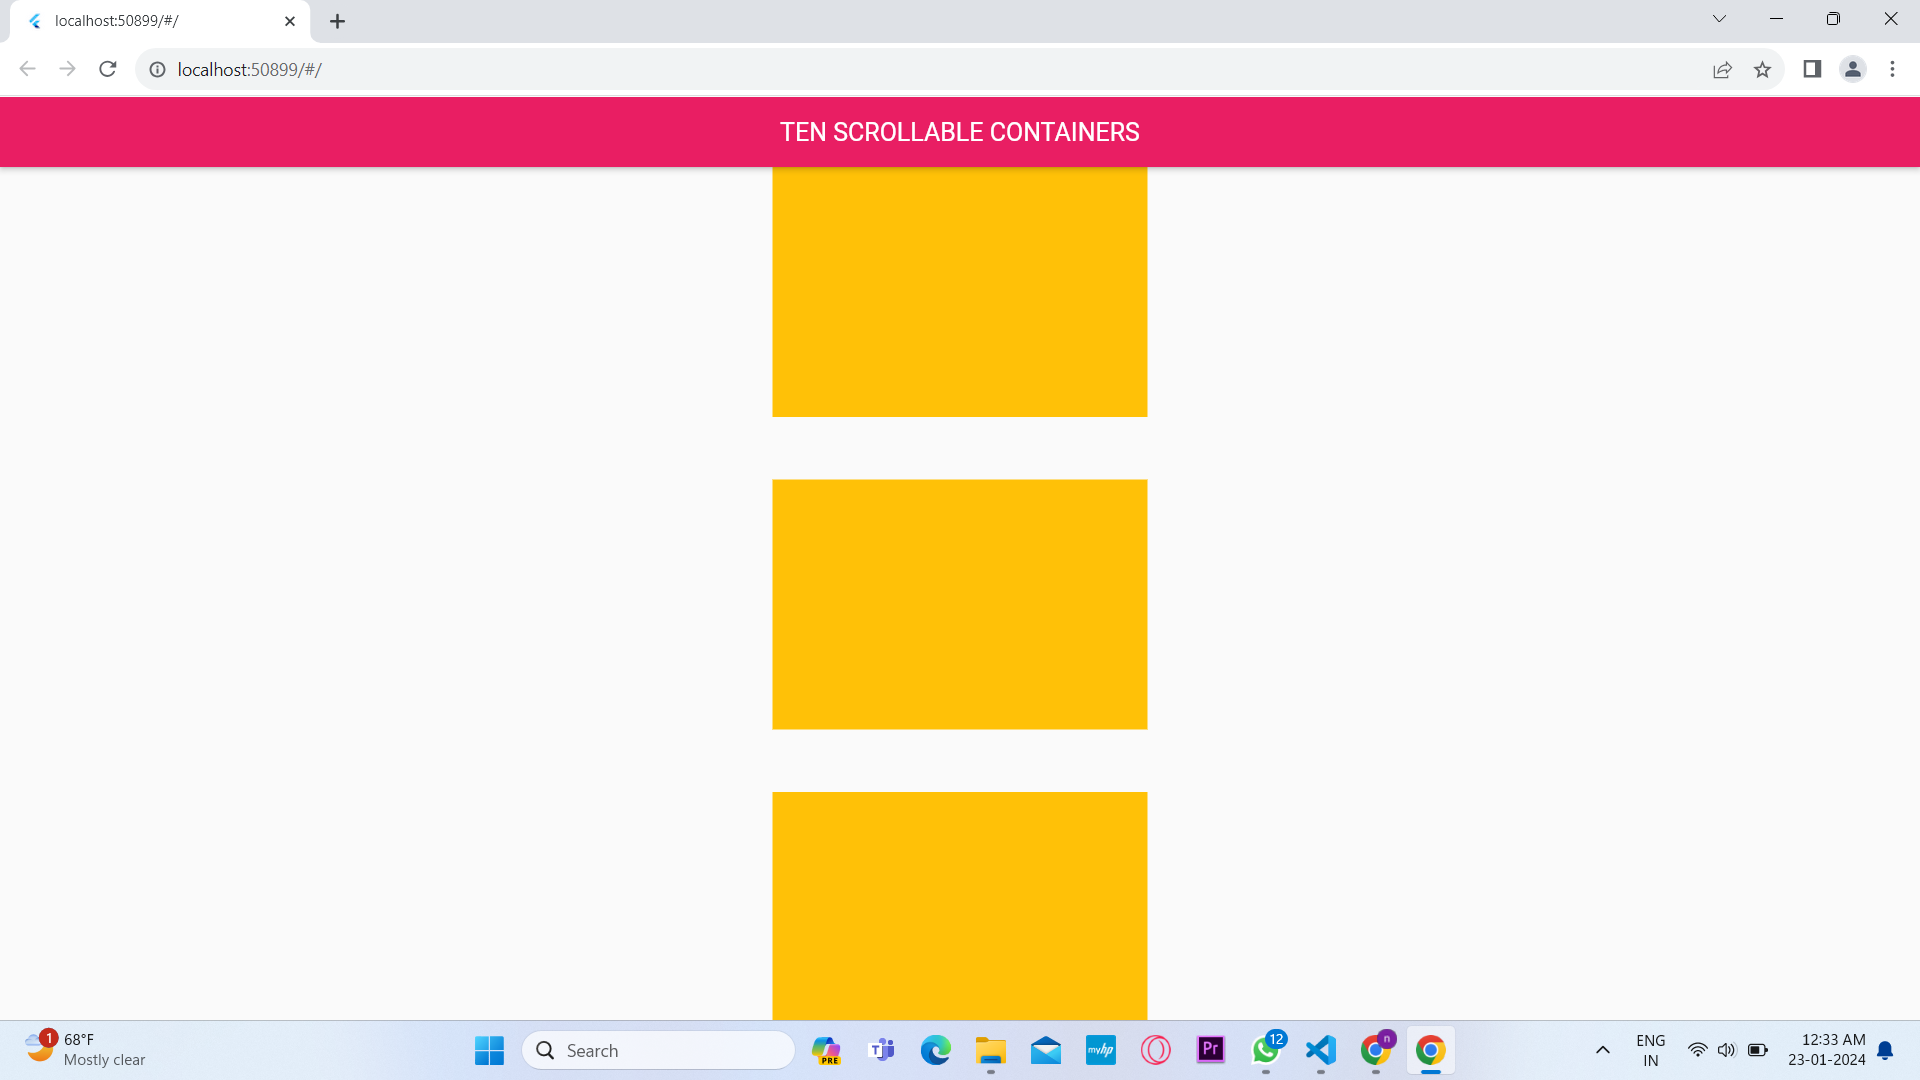 localhost:50899/#/
localhost:50899/#/
TEN SCROLLABLE CONTAINERS
1
68°F
Mostly clear
Search
PRE
T
myhp
Pr
12
n
ENG
IN
12:33 AM
23-01-2024